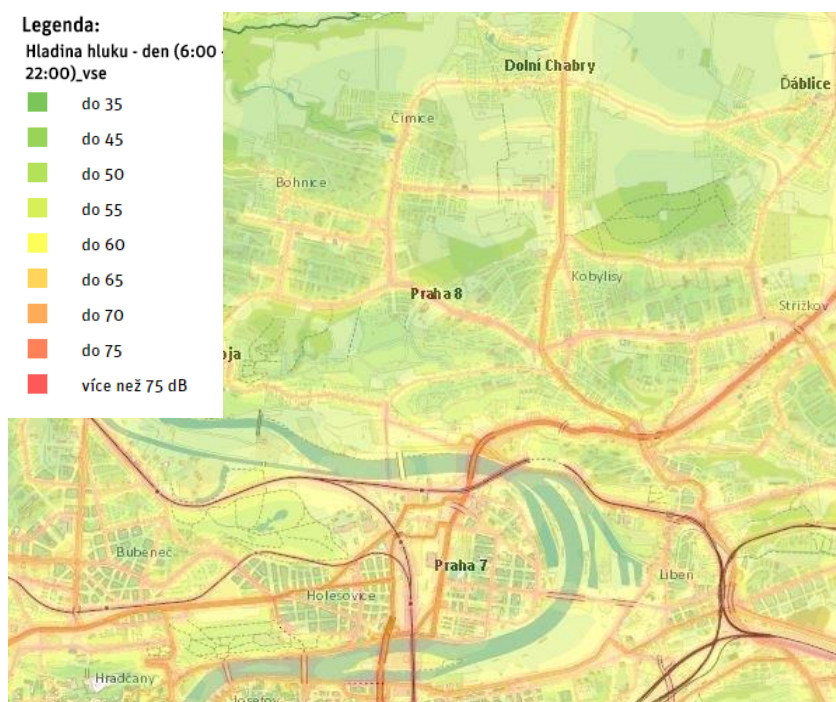 Legenda:
Hladina hluku - den (6:00 -
22:00)_vse
do 35
do 45
do 50
do 55
do 60
do 65
do 70
do 75
více než 75 dB
Dolní Chabry
Ďáblice
Čimice
Bohnice
Kobylisy
Praha 8
Střížkov
oja
Bubeneč
Praha 7
Libeň
Holešovice
Hradčany
Josefov